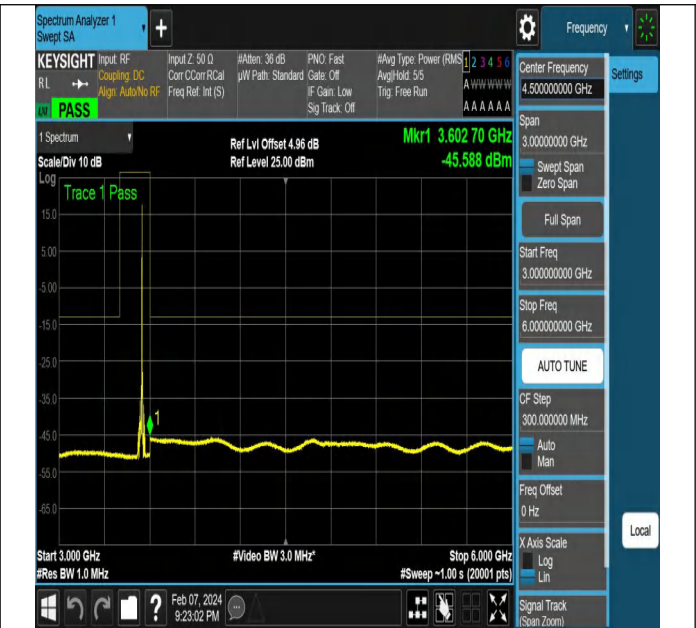 Spectrum Analyzer 1
Swept SA
+
Frequency
KEYSIGHT
RL
PASS
Input: RF
Coupling: DC
Align: Auto/No RF
Input Z: 50 Ω
Corr CCorr RCal
Freq Ref: Int (S)
#Atten: 36 dB
µW Path: Standard
PNO: Fast
Gate: Off
IF Gain: Low
Sig Track: Off
#Avg Type: Power (RMS
Avg|Hold: 5/5
Trig: Free Run
1 2 3 4 5 6
A W W W W W
A A A A A A
Center Frequency
4.500000000 GHz
Settings
1 Spectrum
Scale/Div 10 dB
Log
Ref Lvl Offset 4.96 dB
Ref Level 25.00 dBm
Mkr1 3.602 70 GHz
-45.588 dBm
Trace 1 Pass
15.0
5.00
-5.00
-15.0
-25.0
-35.0
-45.0
-55.0
-65.0
1
Span
3.00000000 GHz
Swept Span
Zero Span
Full Span
Start Freq
3.000000000 GHz
Stop Freq
6.000000000 GHz
AUTO TUNE
CF Step
300.000000 MHz
Auto
Man
Freq Offset
0 Hz
X Axis Scale
Log
Lin
Signal Track
(Span Zoom)
Local
Start 3.000 GHz
#Res BW 1.0 MHz
#Video BW 3.0 MHz*
Stop 6.000 GHz
#Sweep ~1.00 s (20001 pts)
?
Feb 07, 2024
9:23:02 PM